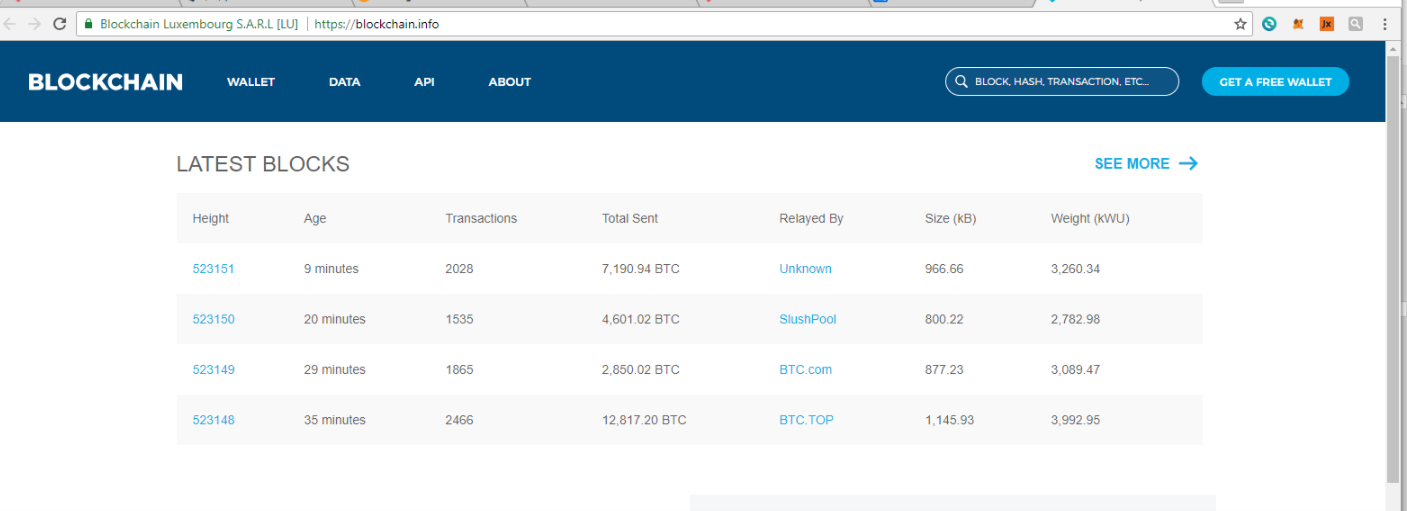 Blockchain Luxembourg S.A.R.L [LU] | https://blockchain.info
BLOCKCHAIN WALLET DATA API ABOUT BLOCK, HASH, TRANSACTION, ETC... GET A FREE WALLET
LATEST BLOCKS SEE MORE
Height Age Transactions Total Sent Relayed By Size (kB) Weight (kWU)
523151 9 minutes 2028 7,190.94 BTC Unknown 966.66 3,260.34
523150 20 minutes 1535 4,601.02 BTC SlushPool 800.22 2,782.98
523149 29 minutes 1865 2,850.02 BTC BTC.com 877.23 3,089.47
523148 35 minutes 2466 12,817.20 BTC BTC.TOP 1,145.93 3,992.95